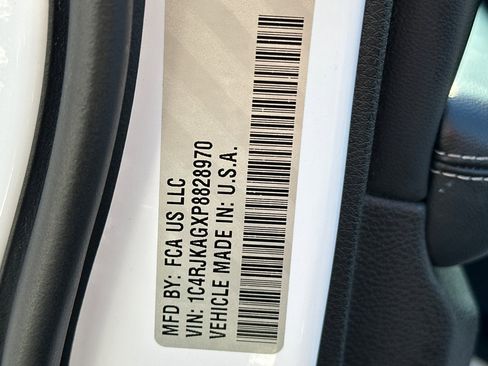 MFD BY: FCA US LLC
VIN: 1C4RJKAGXP8828970
VEHICLE MADE IN: U.S.A.